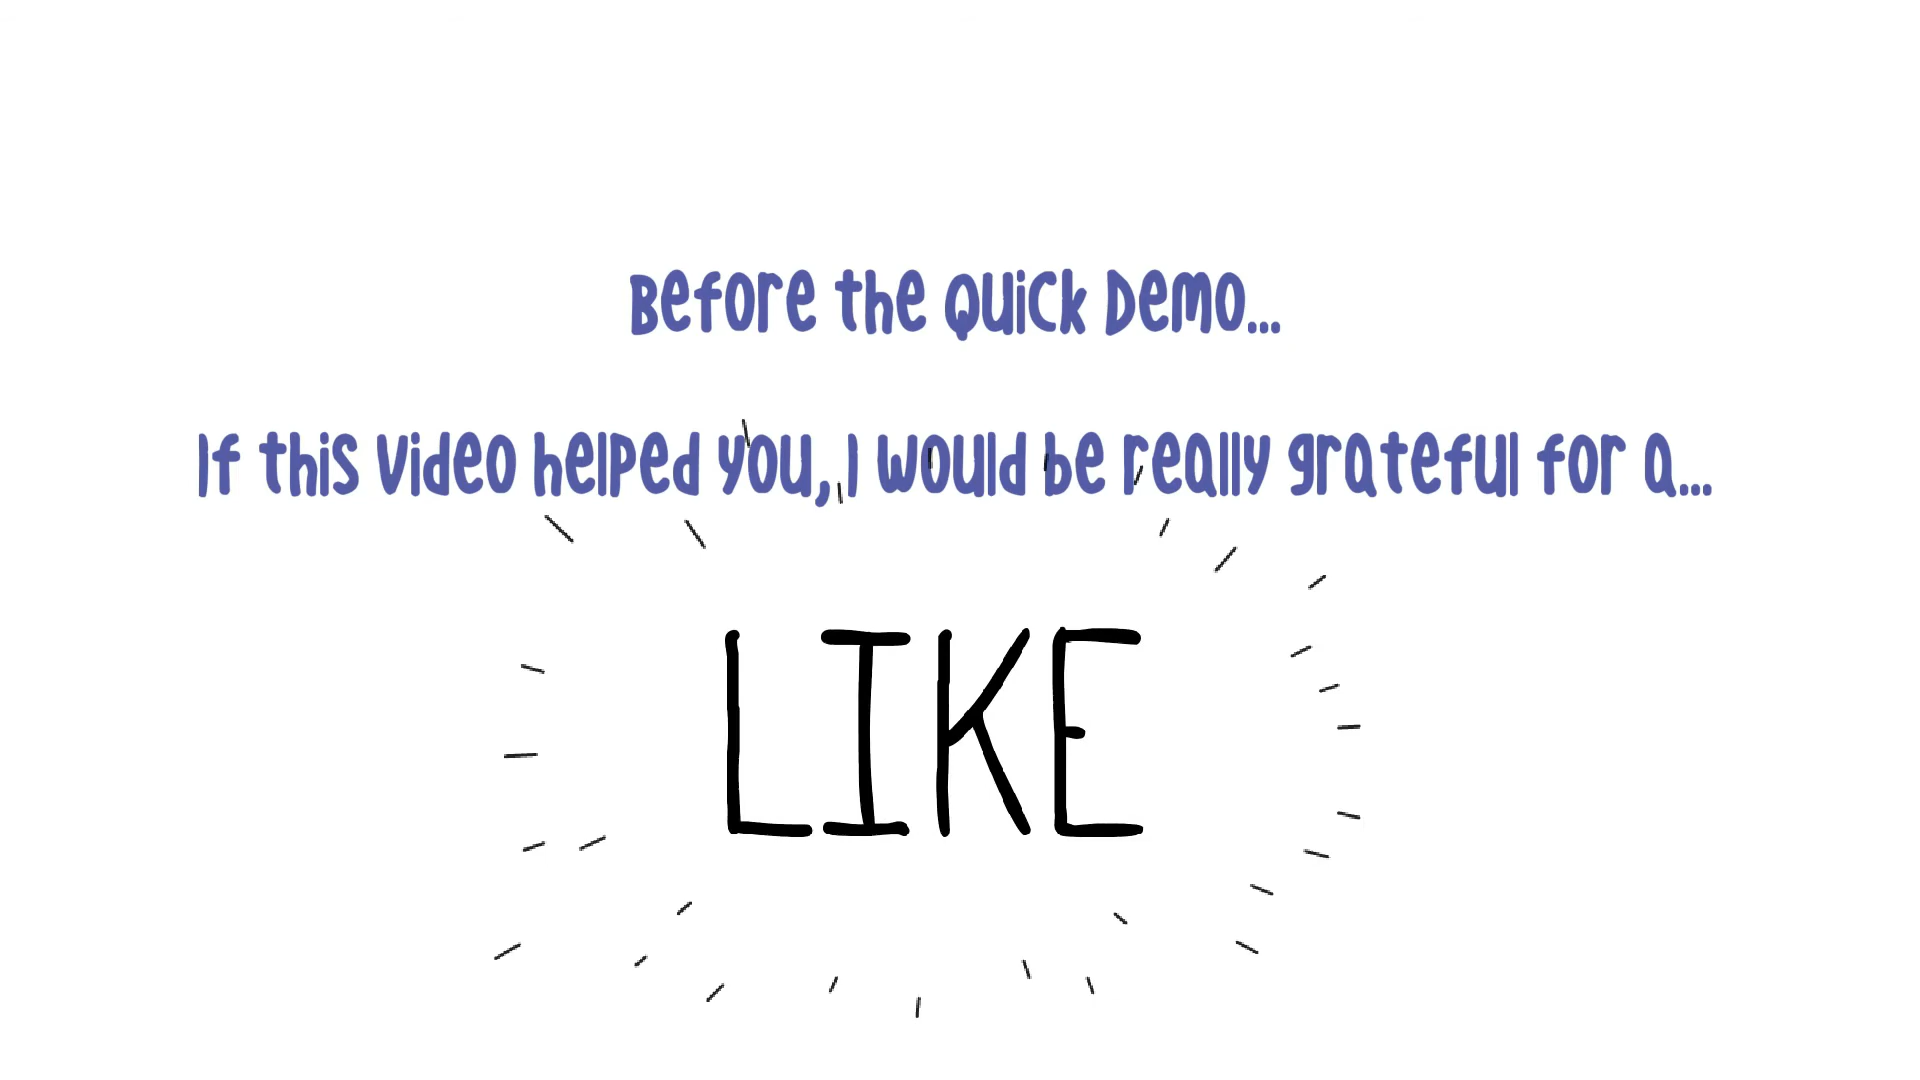 Before the Quick Demo...
If this video helped you, I would be really grateful for a...
LIKE